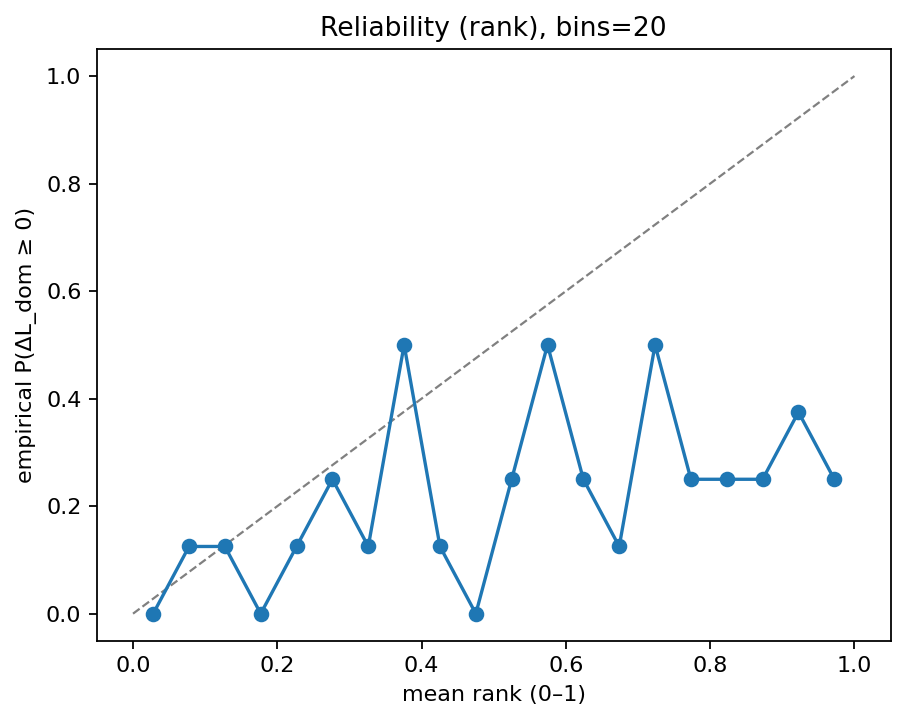 Reliability (rank), bins=20
empirical P(ΔL_dom ≥ 0)
1.0
0.8
0.6
0.4
0.2
0.0
0.0 0.2 0.4 0.6 0.8 1.0
mean rank (0–1)